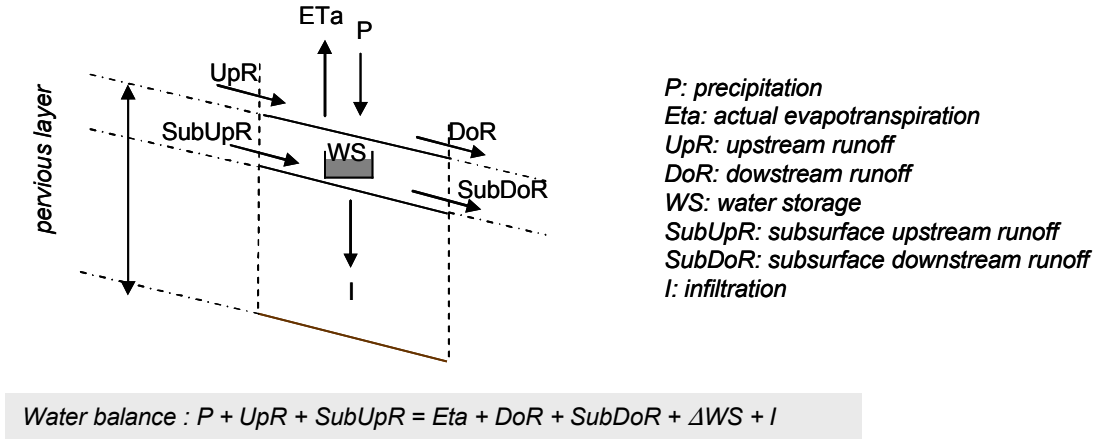 ETa
P
UpR
SubUpR
DoR
WS
SubDoR
I
pervious layer
P: precipitation
Eta: actual evapotranspiration
UpR: upstream runoff
DoR: dowstream runoff
WS: water storage
SubUpR: subsurface upstream runoff
SubDoR: subsurface downstream runoff
I: infiltration
Water balance : P + UpR + SubUpR = Eta + DoR + SubDoR + ΔWS + I